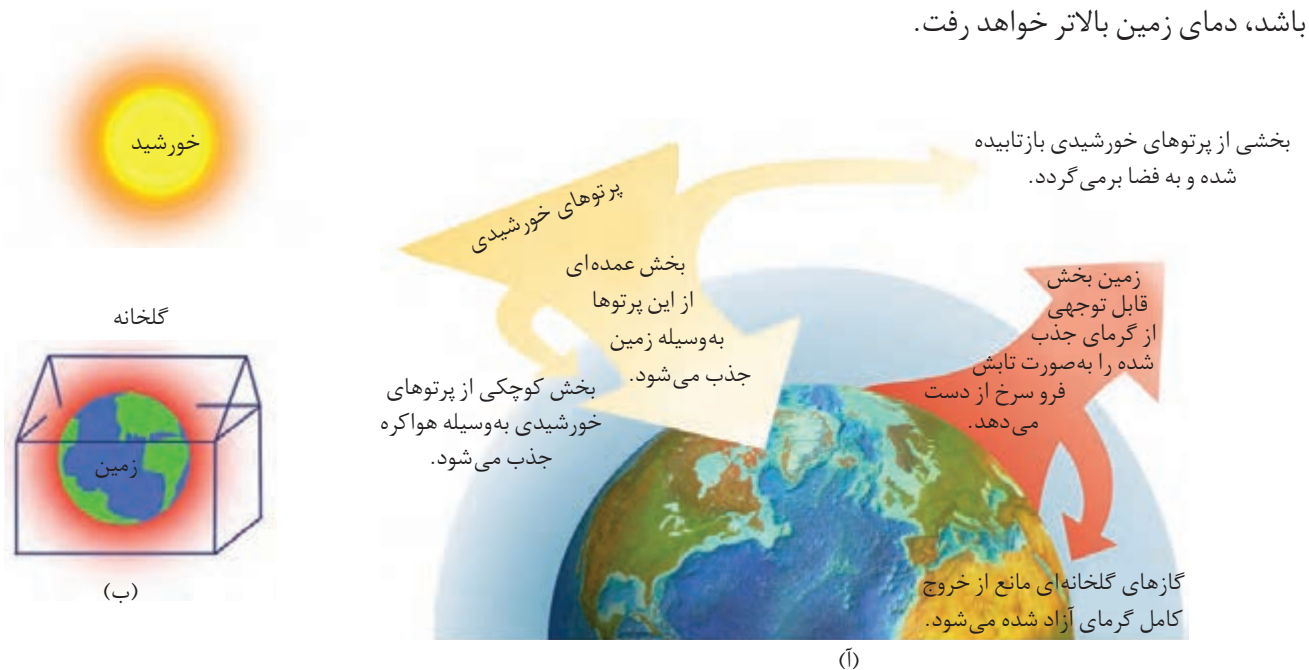 باشد، دمای زمین بالاتر خواهد رفت.
بخشی از پرتوهای خورشیدی بازتابیده
شده و به فضا برمی‌گردد.
پرتوهای خورشیدی
بخش عمده‌ای
از این پرتوها
به‌وسیله زمین
جذب می‌شود.
بخش کوچکی از پرتوهای
خورشیدی به‌وسیله هواکره
جذب می‌شود.
زمین بخش
قابل توجهی
از گرمای جذب
شده را به‌صورت تابش
فرو سرخ از دست
می‌دهد.
گازهای گلخانه‌ای مانع از خروج
کامل گرمای آزاد شده می‌شود.
(آ)
خورشید
گلخانه
زمین
(ب)